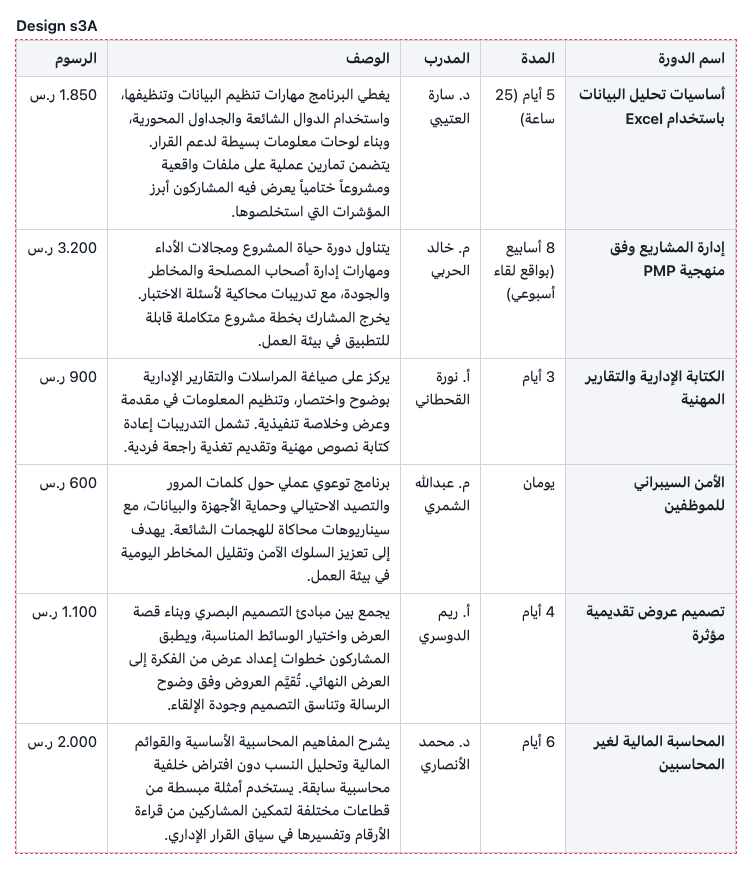 Design s3A
اسم الدورة
المدة
المدرب
الوصف
الرسوم
أساسيات تحليل البيانات
باستخدام Excel
5 أيام (25
ساعة)
د. سارة
العتيبي
يغطي البرنامج مهارات تنظيم البيانات وتنظيفها،
واستخدام الدوال الشائعة والجداول المحورية،
وبناء لوحات معلومات بسيطة لدعم القرار.
يتضمن تمارين عملية على ملفات واقعية
ومشروعاً ختامياً يعرض فيه المشاركون أبرز
المؤشرات التي استخلصوها.
1.850 ر.س
إدارة المشاريع وفق
منهجية PMP
8 أسابيع
(بواقع لقاء
أسبوعي)
م. خالد
الحربي
يتناول دورة حياة المشروع ومجالات الأداء
ومهارات إدارة أصحاب المصلحة والمخاطر
والجودة، مع تدريبات محاكية لأسئلة الاختبار.
يخرج المشارك بخطة مشروع متكاملة قابلة
للتطبيق في بيئة العمل.
3.200 ر.س
الكتابة الإدارية والتقارير
المهنية
3 أيام
أ. نورة
القحطاني
يركز على صياغة المراسلات والتقارير الإدارية
بوضوح واختصار، وتنظيم المعلومات في مقدمة
وعرض وخلاصة تنفيذية. تشمل التدريبات إعادة
كتابة نصوص مهنية وتقديم تغذية راجعة فردية.
900 ر.س
الأمن السيبراني
للموظفين
يومان
م. عبدالله
الشمري
برنامج توعوي عملي حول كلمات المرور
والتصيد الاحتيالي وحماية الأجهزة والبيانات، مع
سيناريوهات محاكاة للهجمات الشائعة. يهدف
إلى تعزيز السلوك الآمن وتقليل المخاطر اليومية
في بيئة العمل.
600 ر.س
تصميم عروض تقديمية
مؤثرة
4 أيام
أ. ريم
الدوسري
يجمع بين مبادئ التصميم البصري وبناء قصة
العرض واختيار الوسائط المناسبة، ويطبق
المشاركون خطوات إعداد عرض من الفكرة إلى
العرض النهائي. تُقيَّم العروض وفق وضوح
الرسالة وتناسق التصميم وجودة الإلقاء.
1.100 ر.س
المحاسبة المالية لغير
المحاسبين
6 أيام
د. محمد
الأنصاري
يشرح المفاهيم المحاسبية الأساسية والقوائم
المالية وتحليل النسب دون افتراض خلفية
محاسبية سابقة. يستخدم أمثلة مبسطة من
قطاعات مختلفة لتمكين المشاركين من قراءة
الأرقام وتفسيرها في سياق القرار الإداري.
2.000 ر.س